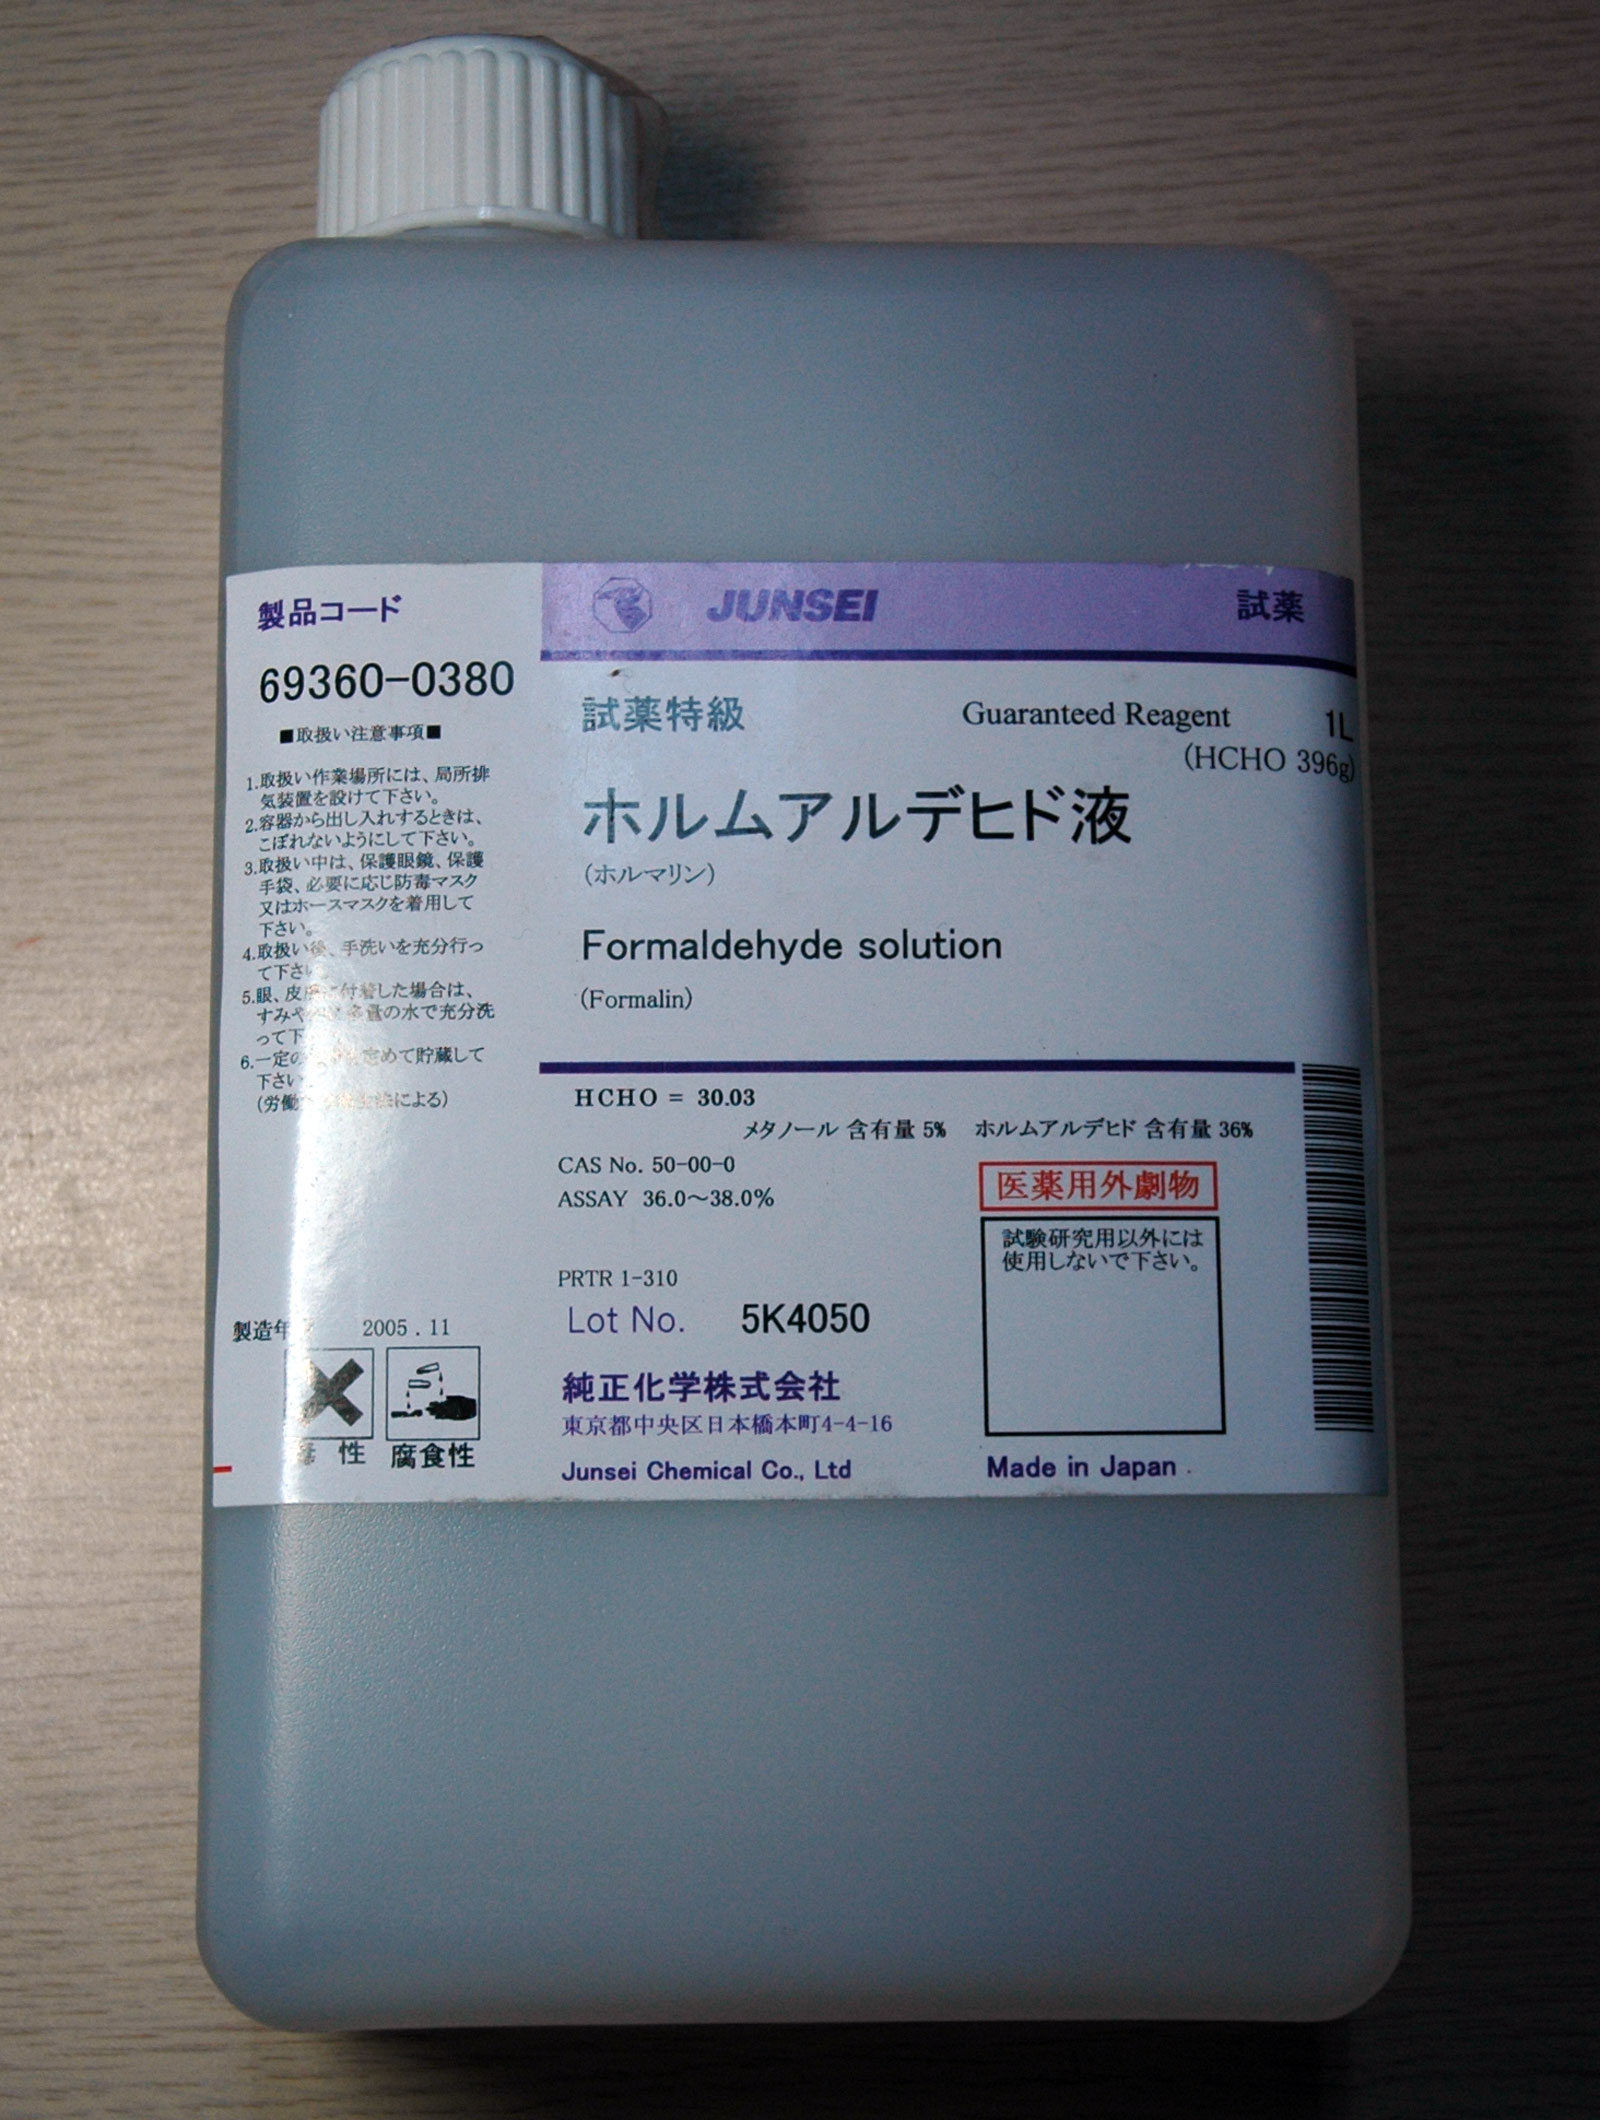 製品コード
69360-0380
■取扱い注意事項■
1.取扱い作業場所には、局所排
気装置を設けて下さい。
2.容器から出し入れするときは、
こぼれないようにして下さい。
3.取扱い中は、保護眼鏡、保護
手袋、必要に応じ防毒マスク
又はホースマスクを着用して
下さい。
4.取扱い後、手洗いを充分行っ
て下さい
5.眼、皮 付着した場合は、
すみや 多量の水で充分洗
って下
6.一定の 定めて貯蔵して
下さい
(労働 による)
製造年 2005 . 11
性 腐食性
JUNSEI 試薬
試薬特級 Guaranteed Reagent 1L
(HCHO 396g)
ホルムアルデヒド液
(ホルマリン)
Formaldehyde solution
(Formalin)
HCHO = 30.03
メタノール 含有量 5% ホルムアルデヒド 含有量 36%
CAS No. 50-00-0
ASSAY 36.0～38.0%
医薬用外劇物
試験研究用以外には
使用しないで下さい。
PRTR 1-310
Lot No. 5K4050
純正化学株式会社
東京都中央区日本橋本町4-4-16
Junsei Chemical Co., Ltd
Made in Japan